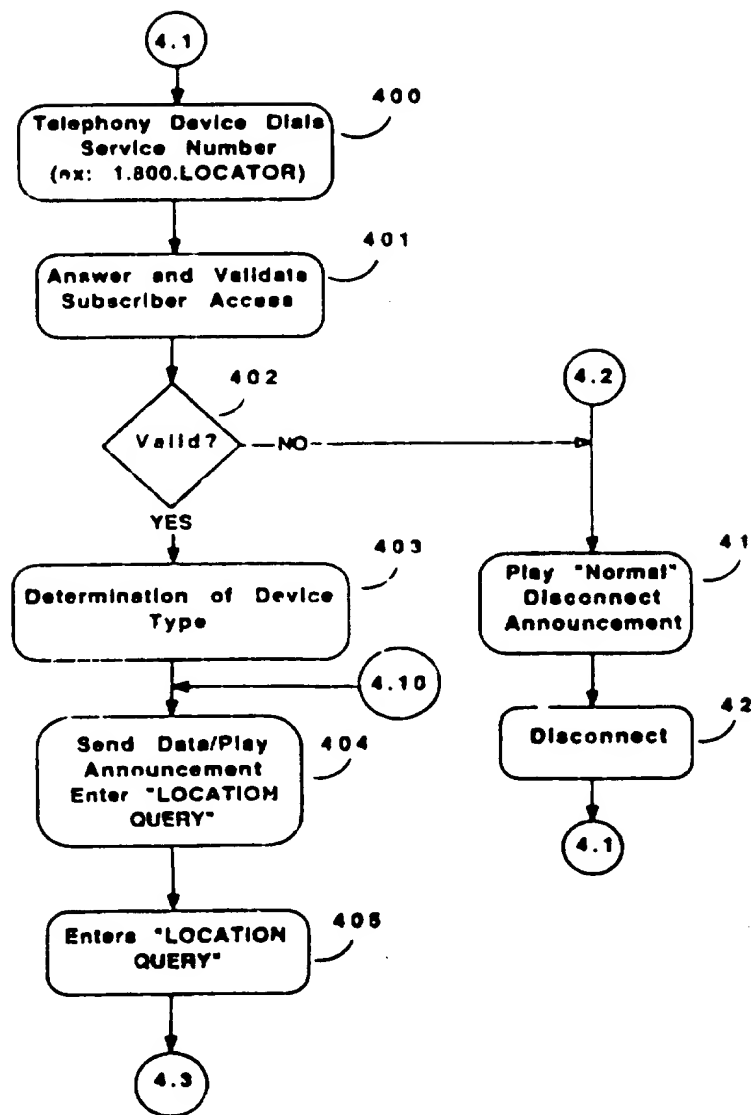 4.1
400
Telephony Device Dials
Service Number
(ex: 1.800.LOCATOR)
401
Answer and Validate
Subscriber Access
402
Valid?
NO
YES
4.2
403
Determination of Device
Type
4.10
41
Play "Normal"
Disconnect
Announcement
404
Send Data/Play
Announcement
Enter "LOCATION
QUERY"
42
Disconnect
4.1
405
Enters "LOCATION
QUERY"
4.3